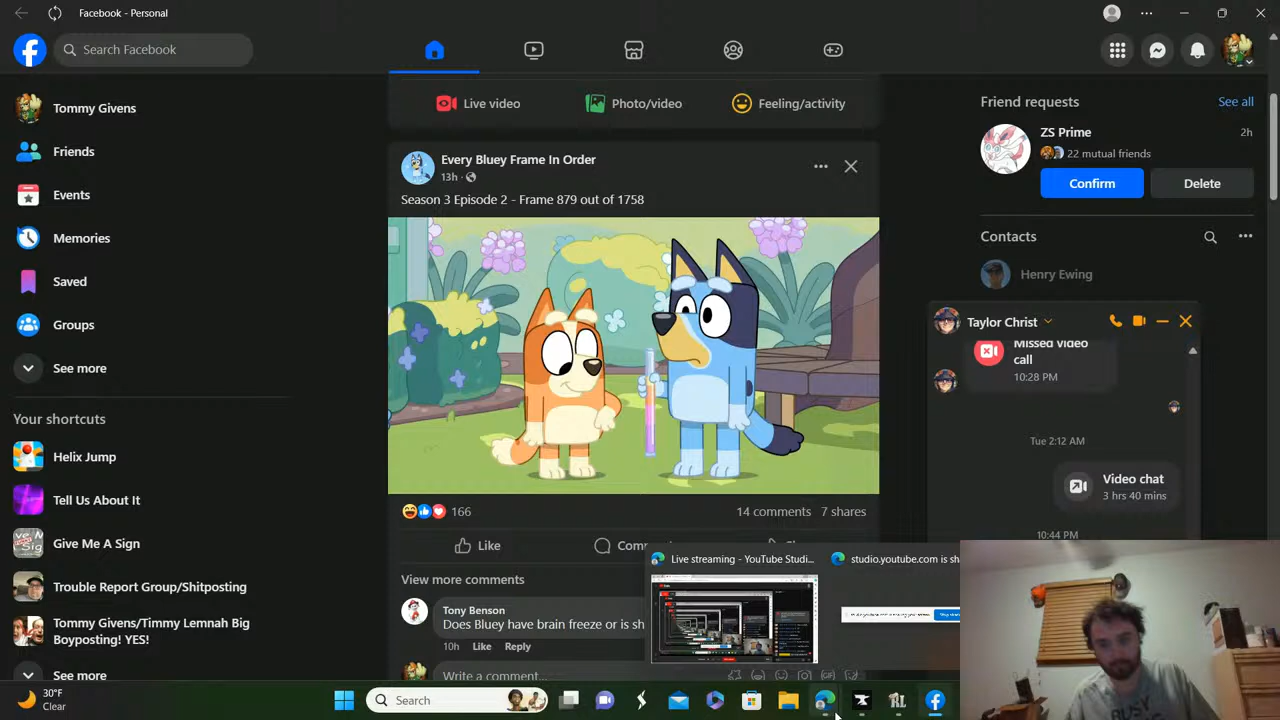 Facebook - Personal
Search Facebook
Tommy Givens
Friends
Events
Memories
Saved
Groups
See more
Your shortcuts
Helix Jump
Tell Us About It
Give Me A Sign
Trouble Report Group/Shitposting
Tommy Givens/Timmy Lemnah Big
Boyposting! YES!
See more
Live video
Photo/video
Feeling/activity
Every Bluey Frame In Order
13h ·
Season 3 Episode 2 - Frame 879 out of 1758
166
14 comments 7 shares
Like
View more comments
Tony Benson
Does Bluey have brain freeze or is sh
10h Like Reply
Write a comment...
Live streaming - YouTube Studi...
studio.youtube.com is sh
Friend requests
See all
ZS Prime
2h
22 mutual friends
Confirm
Delete
Contacts
Henry Ewing
Taylor Christ
Missed video
call
10:28 PM
Tue 2:12 AM
Video chat
3 hrs 40 mins
10:44 PM
30°F
Clear
Search